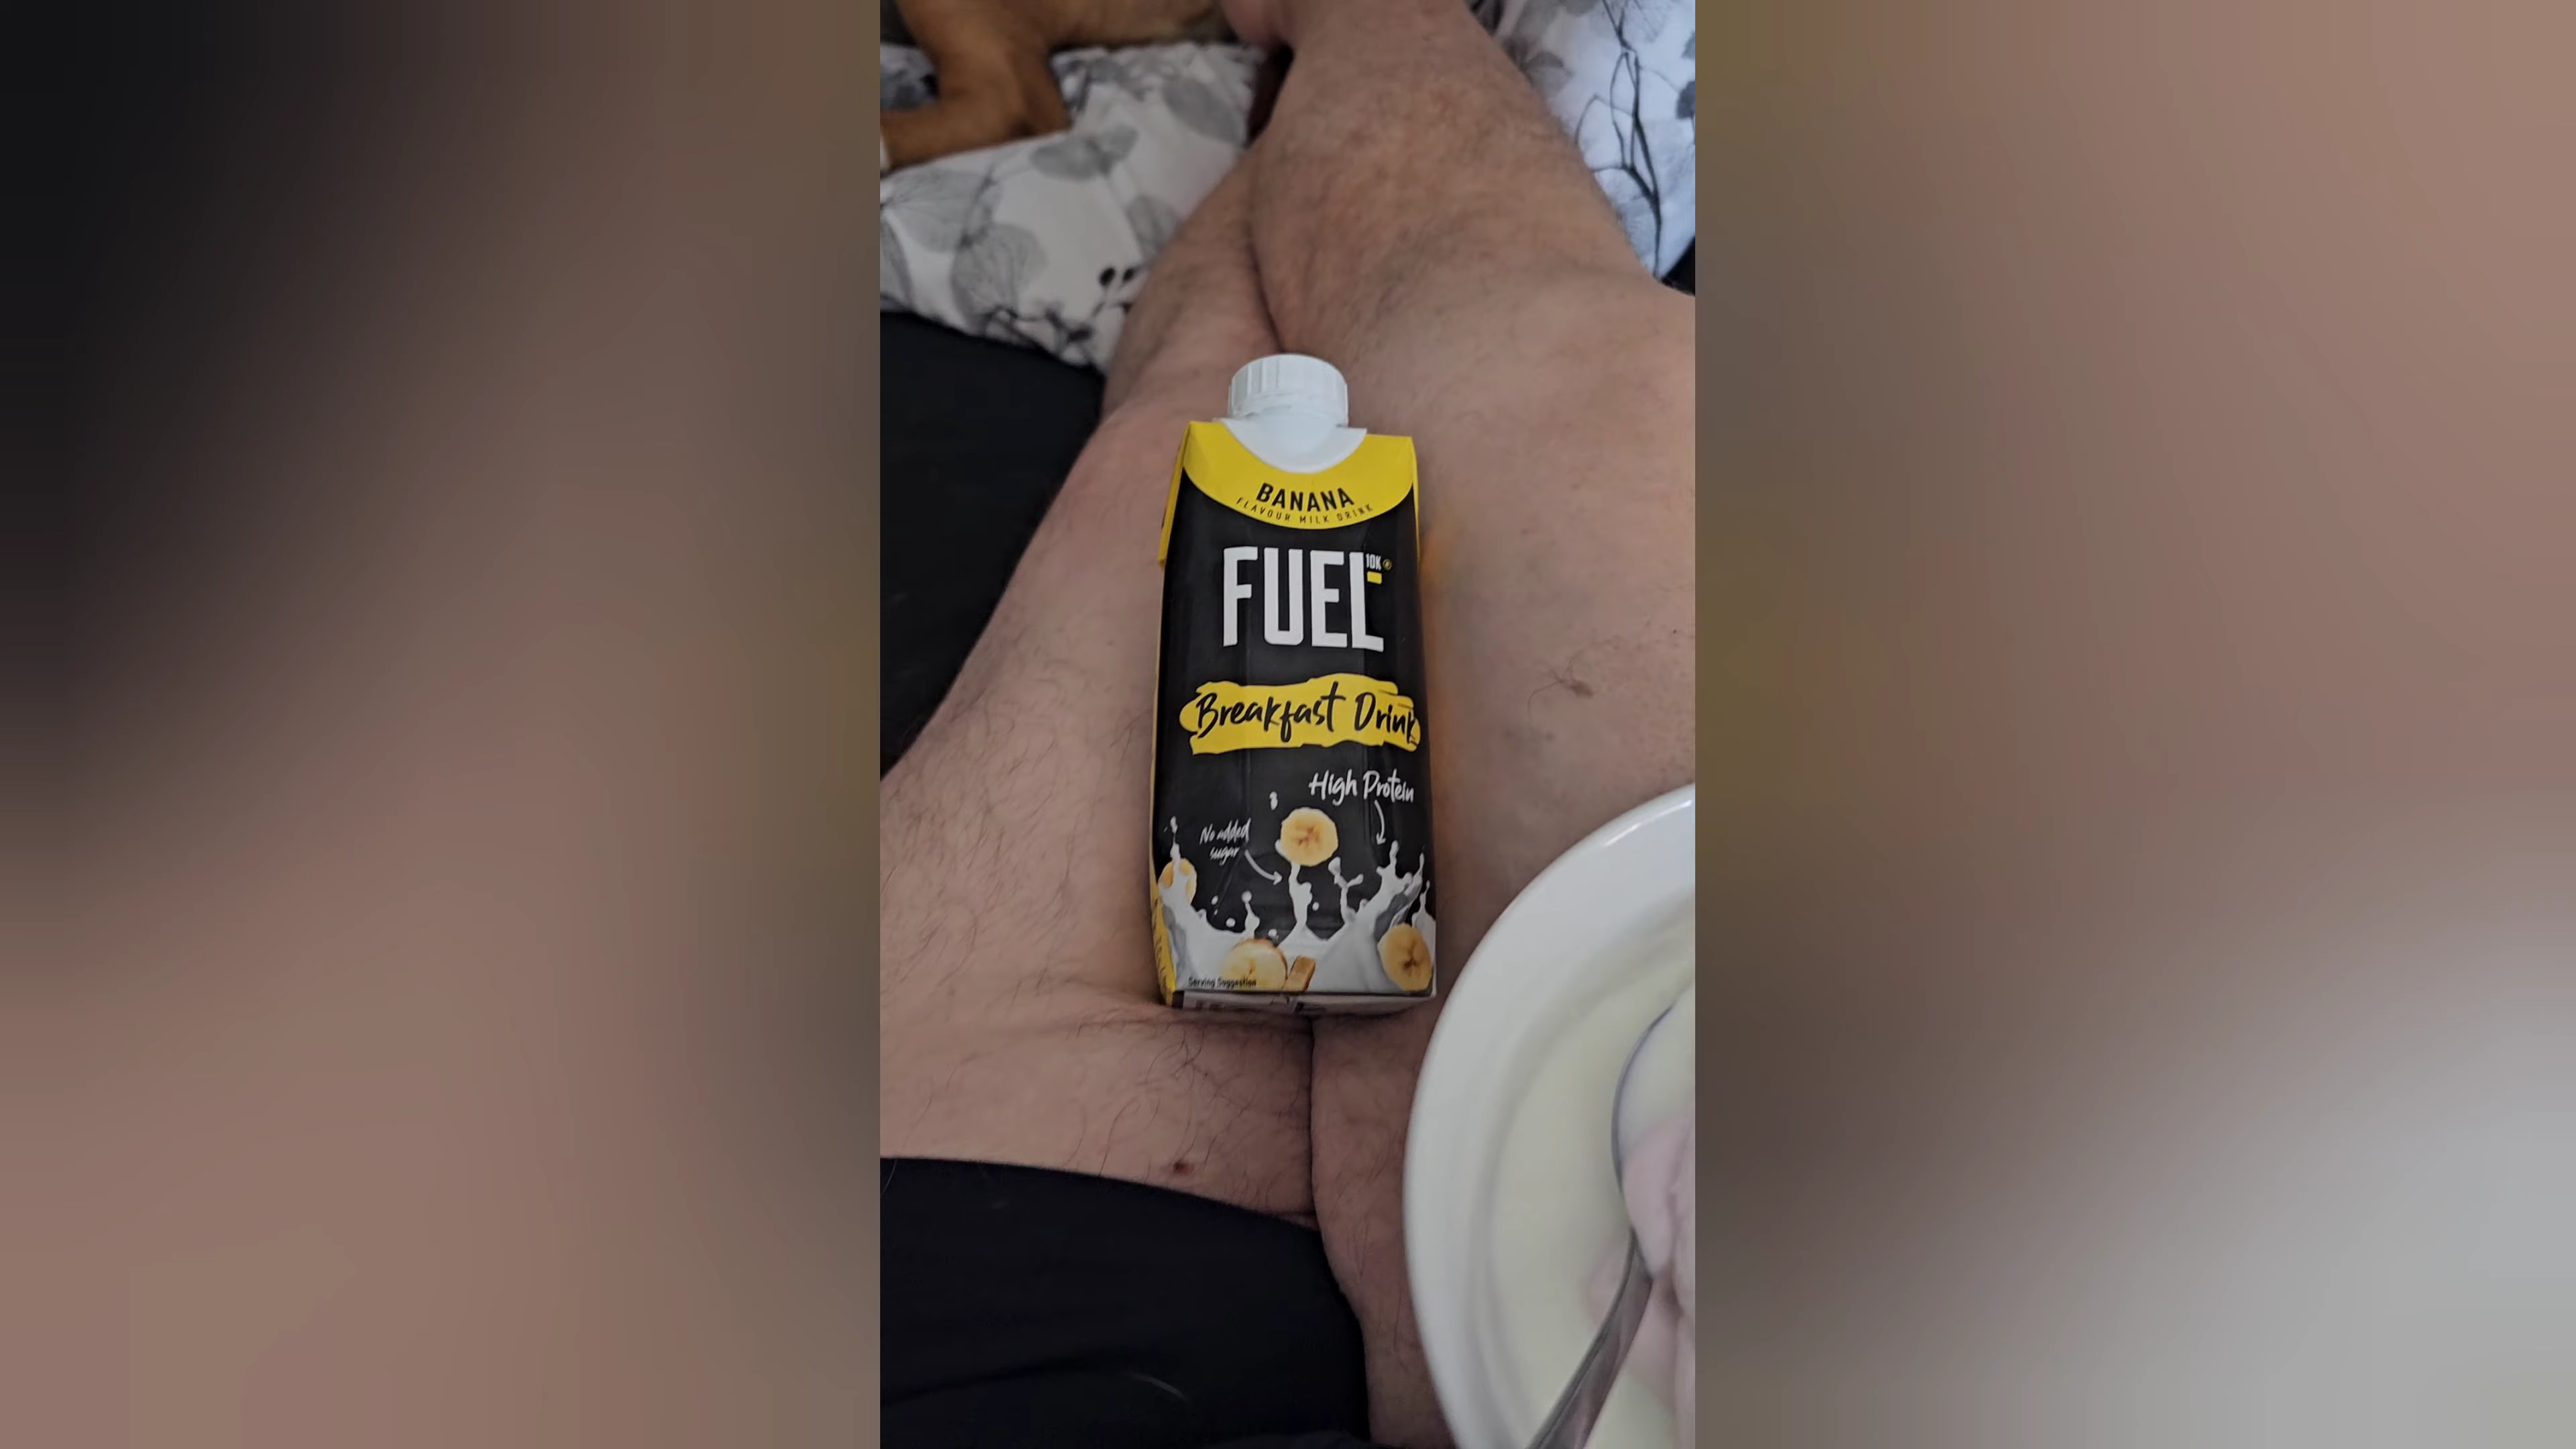 BANANA
FLAVOUR MILK DRINK
FUEL 10K
Breakfast Drink
High Protein
No added
sugar
Serving Suggestion